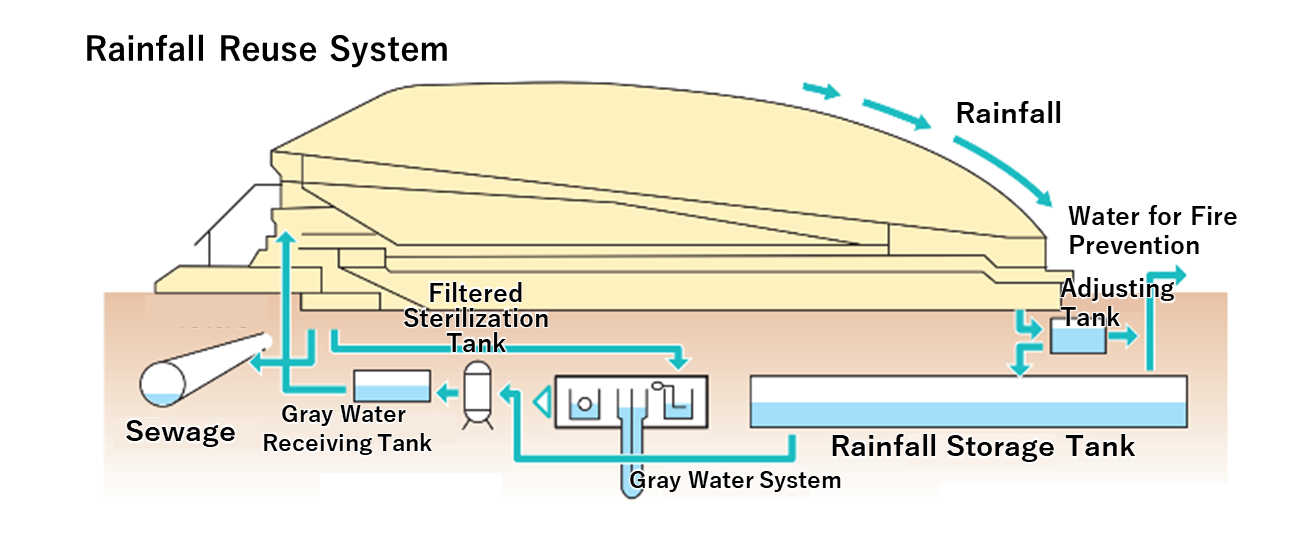 Rainfall Reuse System
Rainfall
Water for Fire
Prevention
Adjusting
Tank
Filtered
Sterilization
Tank
Gray Water
Receiving Tank
Sewage
Rainfall Storage Tank
Gray Water System